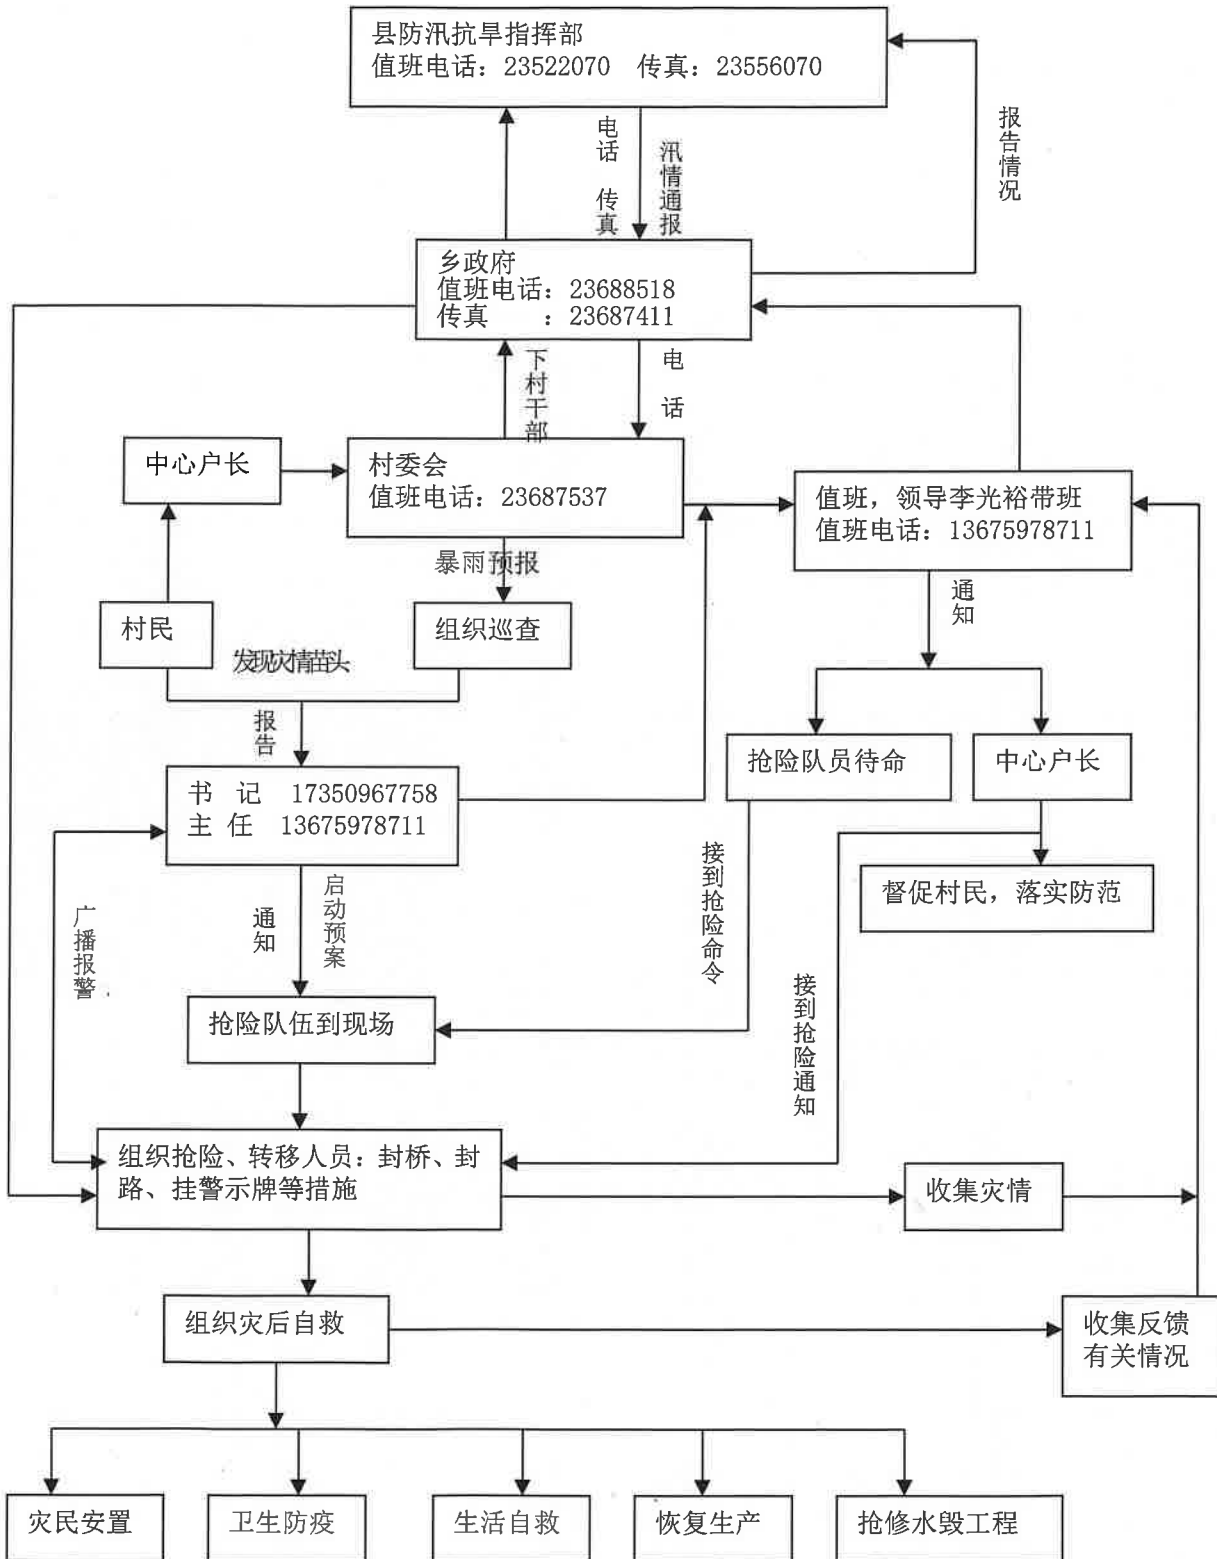 县防汛抗旱指挥部
值班电话：23522070 传真：23556070
电话 传真
汛情通报
报告情况
乡政府
值班电话：23688518
传真 ：23687411
下村干部
电 话
中心户长
村委会
值班电话：23687537
值班，领导李光裕带班
值班电话：13675978711
暴雨预报
通知
村民
组织巡查
发现灾情苗头
报告
抢险队员待命
中心户长
书 记 17350967758
主 任 13675978711
接到抢险命令
督促村民，落实防范
广播报警
通知
启动预案
接到抢险通知
抢险队伍到现场
组织抢险、转移人员：封桥、封
路、挂警示牌等措施
收集灾情
组织灾后自救
收集反馈
有关情况
灾民安置
卫生防疫
生活自救
恢复生产
抢修水毁工程